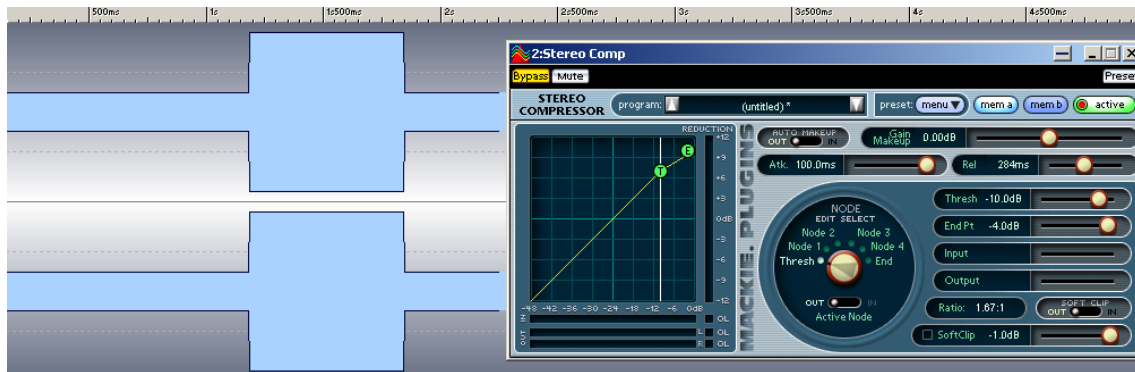 500ms 1s 1s500ms 2s 2s500ms 3s 3s500ms 4s 4s500ms
2:Stereo Comp
Bypass Mute Prese
STEREO COMPRESSOR program: (untitled) * preset: menu mem a mem b active
REDUCTION
+12
+9
+6
+3
0dB
-3
-6
-9
-12
-48 -42 -36 -30 -24 -18 -12 -6 0dB
IN OL
OUT L OL
R OL
T
E
MACKIE. PLUGINS
AUTO MAKEUP
OUT IN
Gain Makeup 0.00dB
Atk. 100.0ms
Rel 284ms
NODE
EDIT SELECT
Node 2 Node 3
Node 1 Node 4
Thresh End
OUT IN
Active Node
Thresh -10.0dB
End Pt -4.0dB
Input
Output
Ratio: 1.67:1
SOFT CLIP
OUT IN
SoftClip -1.0dB